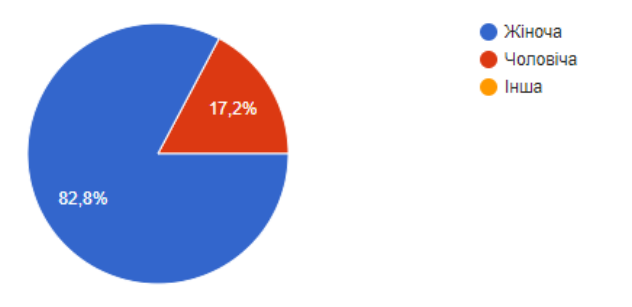 Жіноча
Чоловіча
Інша
17,2%
82,8%